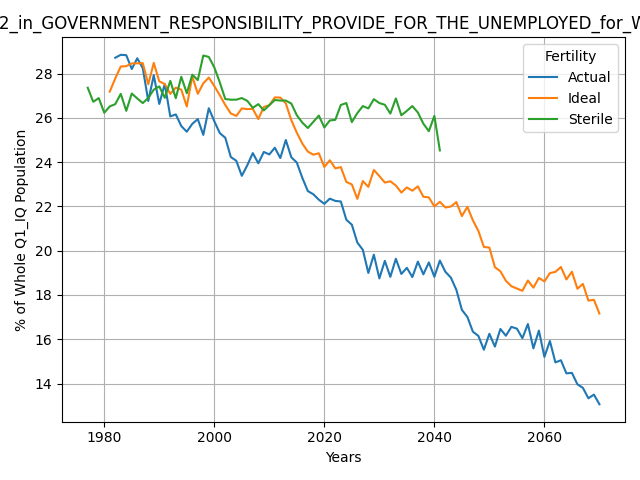 2_in_GOVERNMENT_RESPONSIBILITY_PROVIDE_FOR_THE_UNEMPLOYED_for_W
Fertility
Actual
Ideal
Sterile
% of Whole Q1_IQ Population
28
26
24
22
20
18
16
14
1980
2000
2020
2040
2060
Years